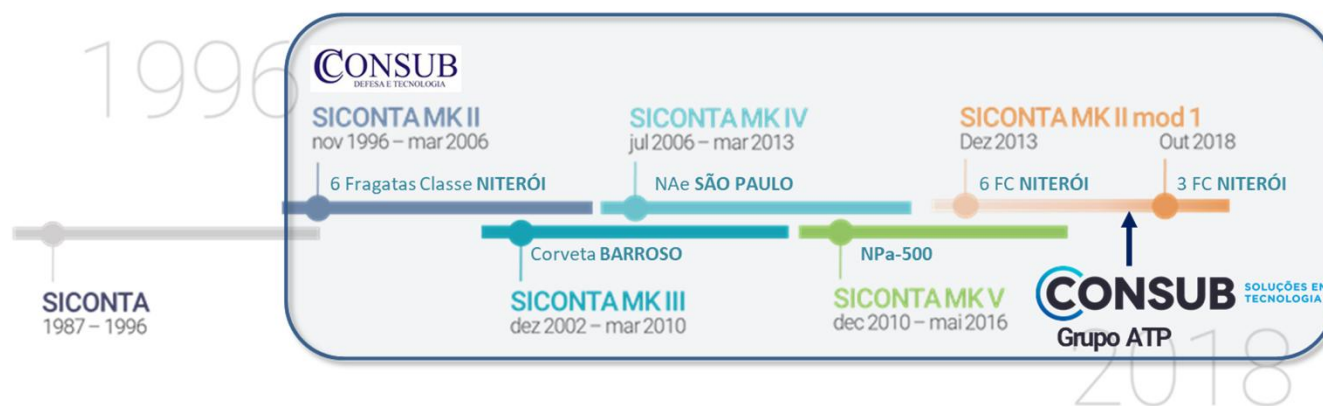 1996
CONSUB
DEFESA E TECNOLOGIA
SICONTA MK II
nov 1996 – mar 2006
SICONTA MK IV
jul 2006 – mar 2013
SICONTA MK II mod 1
Dez 2013
Out 2018
6 Fragatas Classe NITERÓI
NAe SÃO PAULO
6 FC NITERÓI
3 FC NITERÓI
Corveta BARROSO
NPa-500
SICONTA
1987 – 1996
SICONTA MK III
dez 2002 – mar 2010
SICONTA MK V
dec 2010 – mai 2016
CONSUB
SOLUÇÕES EM
TECNOLOGIA
Grupo ATP
2018